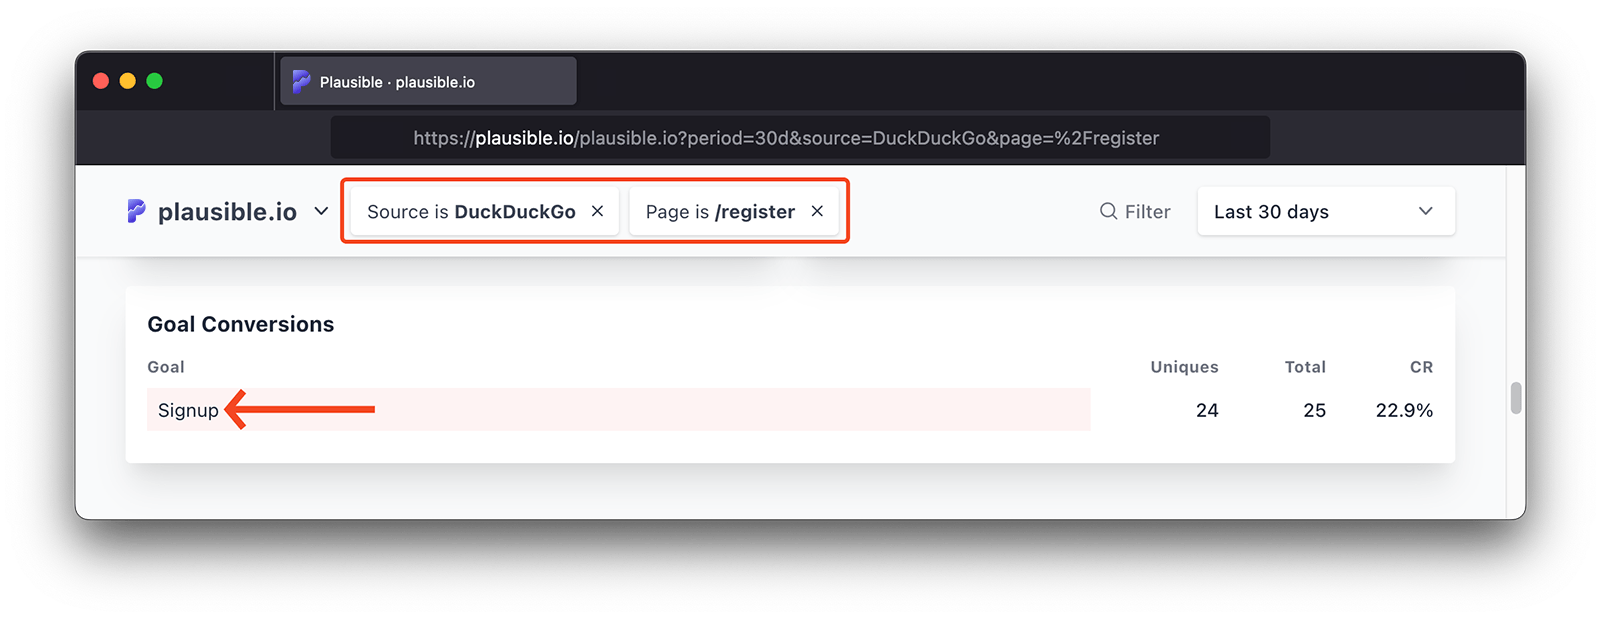 Plausible · plausible.io
https://plausible.io/plausible.io?period=30d&source=DuckDuckGo&page=%2Fregister
plausible.io Source is DuckDuckGo × Page is /register × Filter Last 30 days
Goal Conversions
Goal Uniques Total CR
Signup 24 25 22.9%